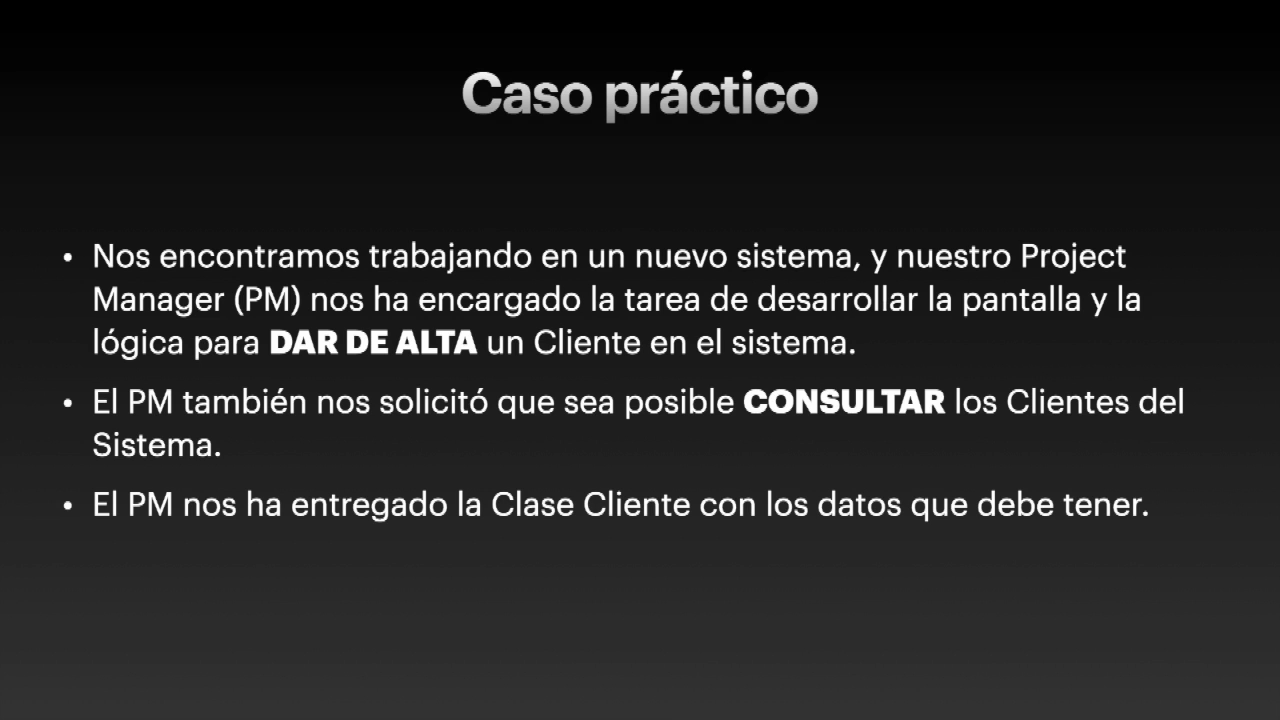 Caso práctico
• Nos encontramos trabajando en un nuevo sistema, y nuestro Project
Manager (PM) nos ha encargado la tarea de desarrollar la pantalla y la
lógica para DAR DE ALTA un Cliente en el sistema.
• El PM también nos solicitó que sea posible CONSULTAR los Clientes del
Sistema.
• El PM nos ha entregado la Clase Cliente con los datos que debe tener.